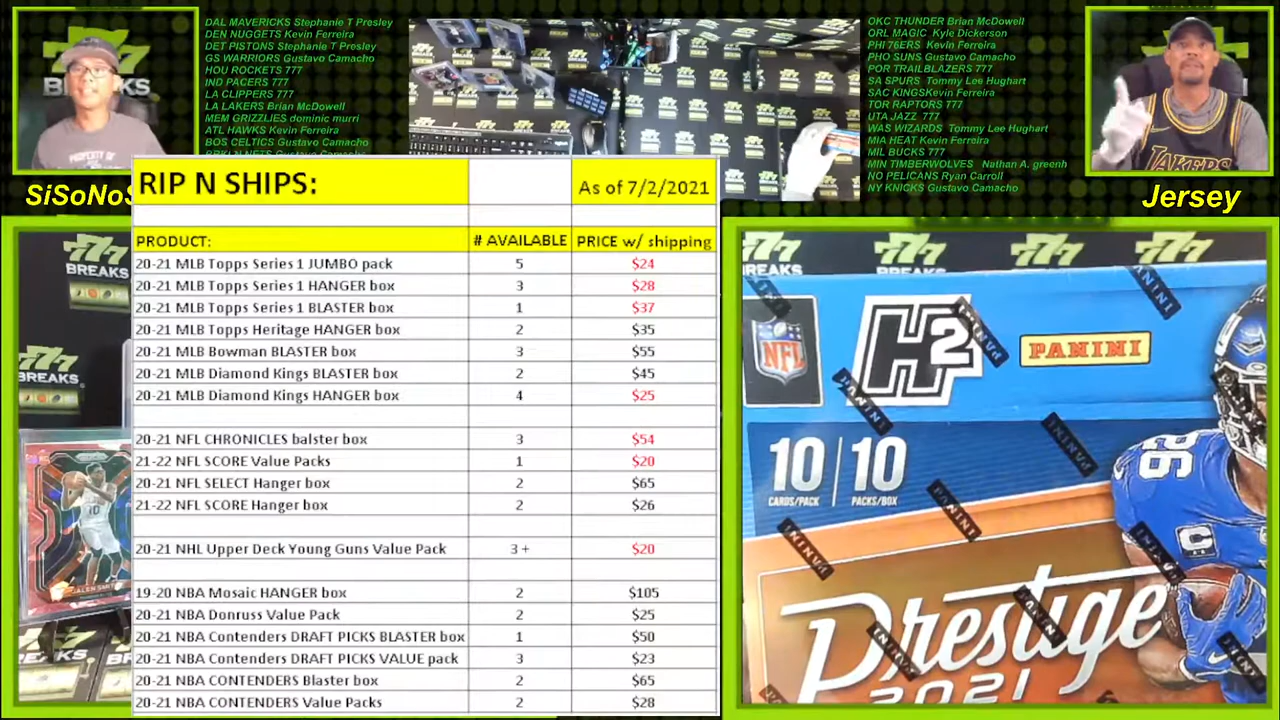 DAL MAVERICKS Stephanie T Presley
DEN NUGGETS Kevin Ferreira
DET PISTONS Stephanie T Presley
GS WARRIORS Gustavo Camacho
HOU ROCKETS 777
IND PACERS 777
LA CLIPPERS 777
LA LAKERS Brian McDowell
MEM GRIZZLIJES dominic murri
ATL HAWKS Kevin Ferreira
BOS CELTICS Gustavo Camacho
OKC THUNDER Brian McDowell
ORL MAGIC Kyle Dickerson
PHI 76ERS Kevin Ferreira
PHO SUNS Gustavo Camacho
POR TRAILBLAZERS 777
SA SPURS Tommy Lee Hughart
SAC KINGSKevin Ferreira
TOR RAPTORS 777
UTA JAZZ 777
WAS WIZARDS Tommy Lee Hughart
MIA HEAT Kevin Ferreira
MIL BUCKS 777
MIN TIMBERWOLVES Nathan A. greenh
NO PELICANS Ryan Carroll
NY KNICKS Gustavo Camacho
PROPERTY OF
LAKERS
SiSoNoS
Jersey
RIP N SHIPS: As of 7/2/2021
PRODUCT: # AVAILABLE PRICE w/ shipping
20-21 MLB Topps Series 1 JUMBO pack 5 $24
20-21 MLB Topps Series 1 HANGER box 3 $28
20-21 MLB Topps Series 1 BLASTER box 1 $37
20-21 MLB Topps Heritage HANGER box 2 $35
20-21 MLB Bowman BLASTER box 3 $55
20-21 MLB Diamond Kings BLASTER box 2 $45
20-21 MLB Diamond Kings HANGER box 4 $25
20-21 NFL CHRONICLES balster box 3 $54
21-22 NFL SCORE Value Packs 1 $20
20-21 NFL SELECT Hanger box 2 $65
21-22 NFL SCORE Hanger box 2 $26
20-21 NHL Upper Deck Young Guns Value Pack 3 + $20
19-20 NBA Mosaic HANGER box 2 $105
20-21 NBA Donruss Value Pack 2 $25
20-21 NBA Contenders DRAFT PICKS BLASTER box 1 $50
20-21 NBA Contenders DRAFT PICKS VALUE pack 3 $23
20-21 NBA CONTENDERS Blaster box 2 $65
20-21 NBA CONTENDERS Value Packs 2 $28
777 BREAKS
777 BREAKS
NFL
H2
PANINI
10 CARDS/PACK
10 PACKS/BOX
26
C
Prestige
2021